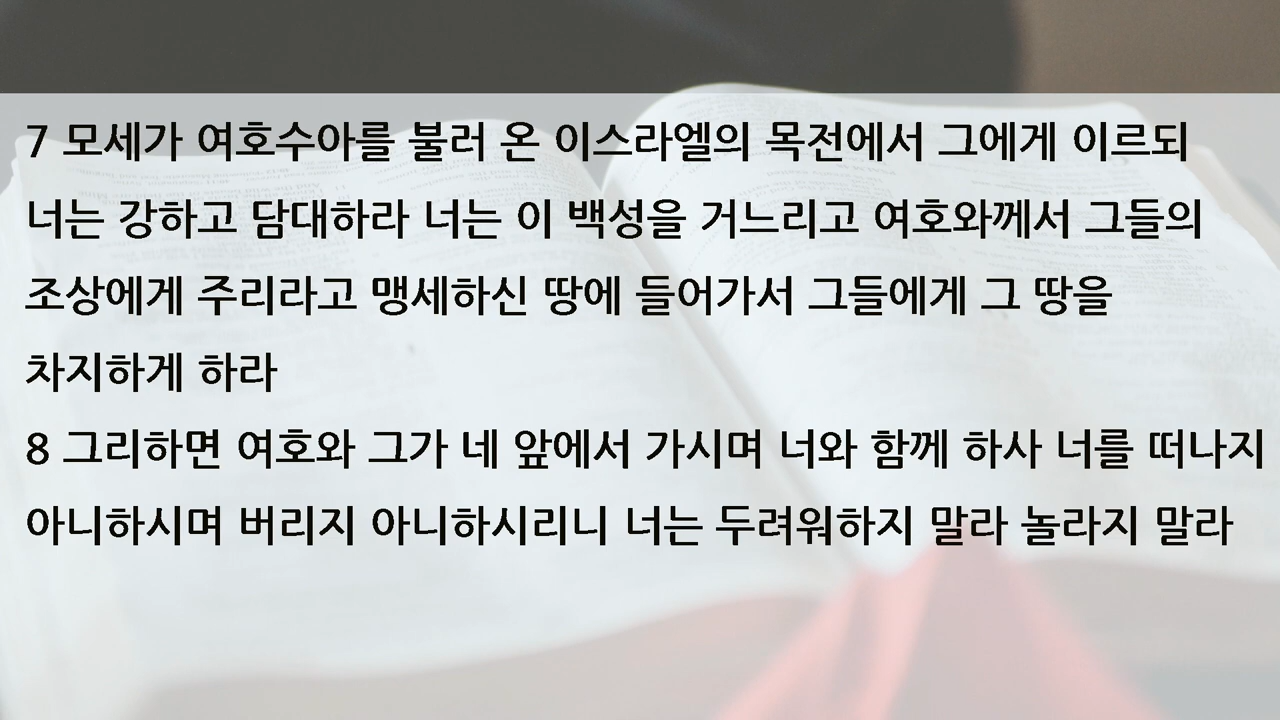 7 모세가 여호수아를 불러 온 이스라엘의 목전에서 그에게 이르되
너는 강하고 담대하라 너는 이 백성을 거느리고 여호와께서 그들의
조상에게 주리라고 맹세하신 땅에 들어가서 그들에게 그 땅을
차지하게 하라
8 그리하면 여호와 그가 네 앞에서 가시며 너와 함께 하사 너를 떠나지
아니하시며 버리지 아니하시리니 너는 두려워하지 말라 놀라지 말라